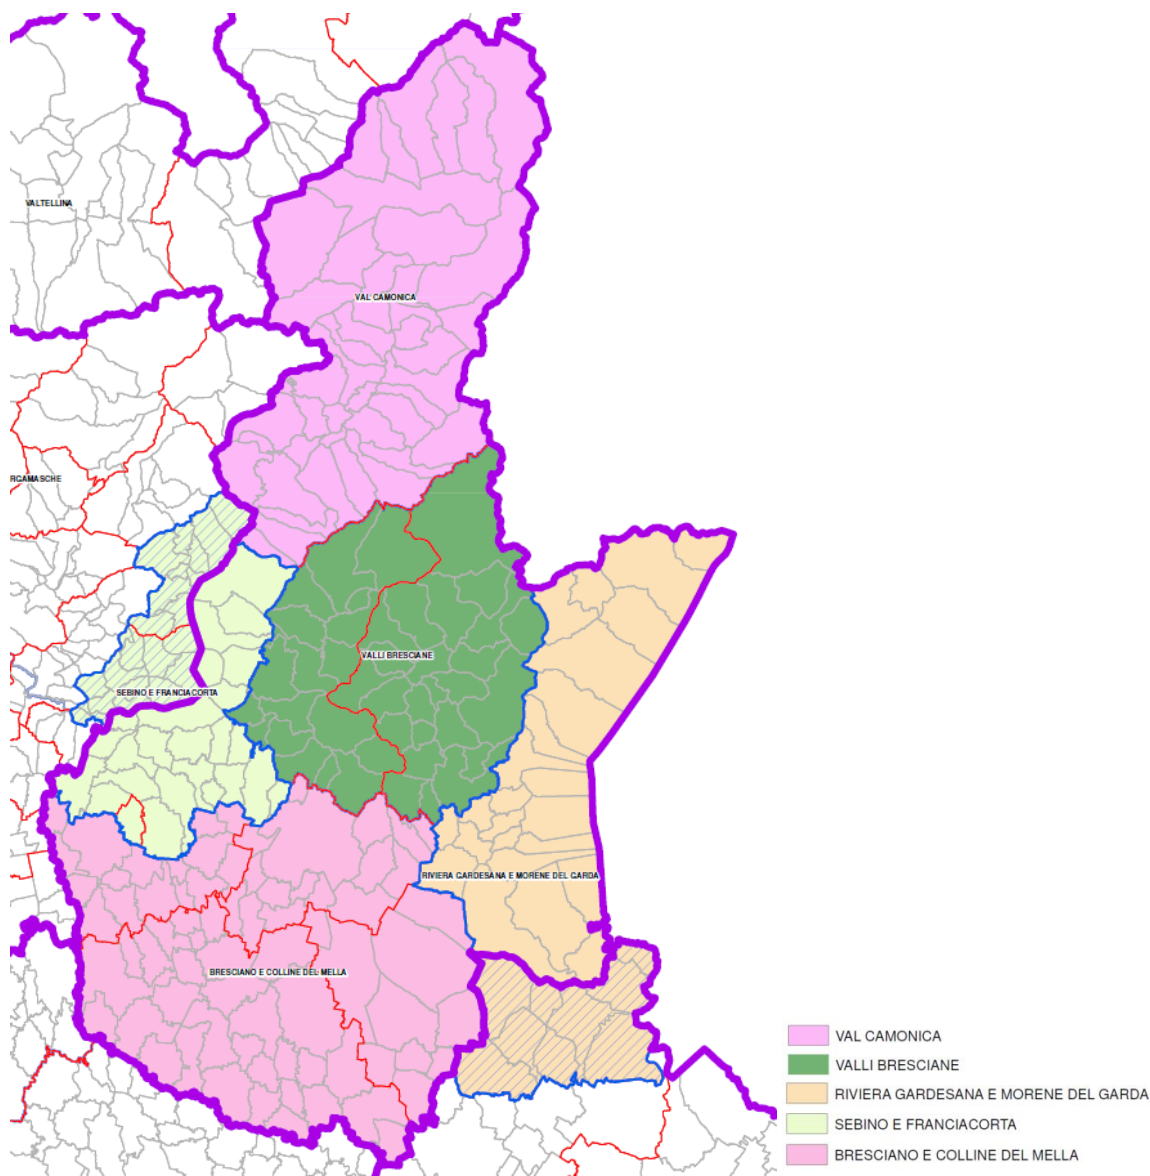 VALTELLINA
VAL CAMONICA
RGAMASCHE
VALLI BRESCIANE
SEBINO E FRANCIACORTA
RIVIERA GARDESANA E MORENE DEL GARDA
BRESCIANO E COLLINE DEL MELLA
VAL CAMONICA
VALLI BRESCIANE
RIVIERA GARDESANA E MORENE DEL GARDA
SEBINO E FRANCIACORTA
BRESCIANO E COLLINE DEL MELLA